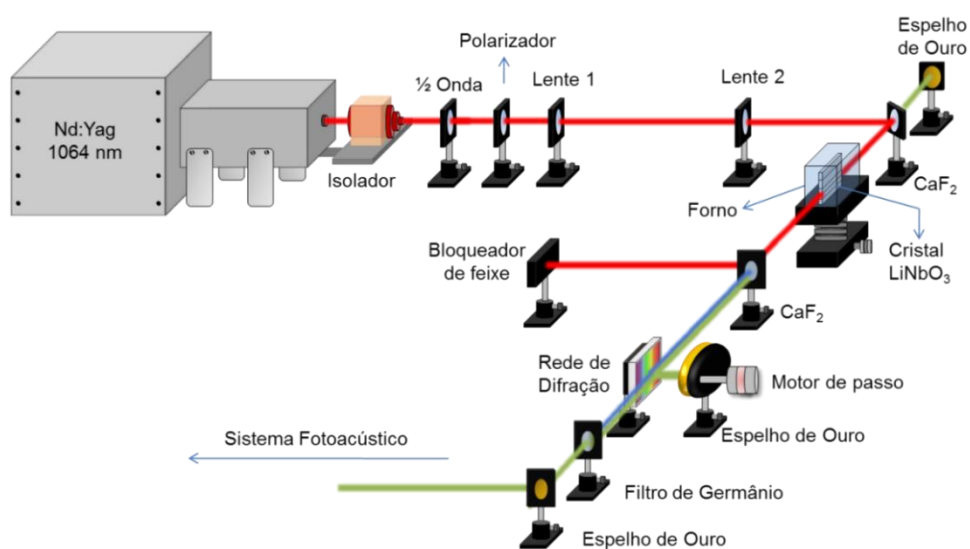 Espelho
de Ouro
Polarizador
½ Onda
Lente 1
Lente 2
Nd:Yag
1064 nm
Isolador
CaF₂
Forno
Cristal
LiNbO₃
Bloqueador
de feixe
CaF₂
Rede de
Difração
Motor de passo
Espelho de Ouro
Sistema Fotoacústico
Filtro de Germânio
Espelho de Ouro